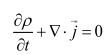 ∂ρ/∂t + ∇·j⃗ = 0